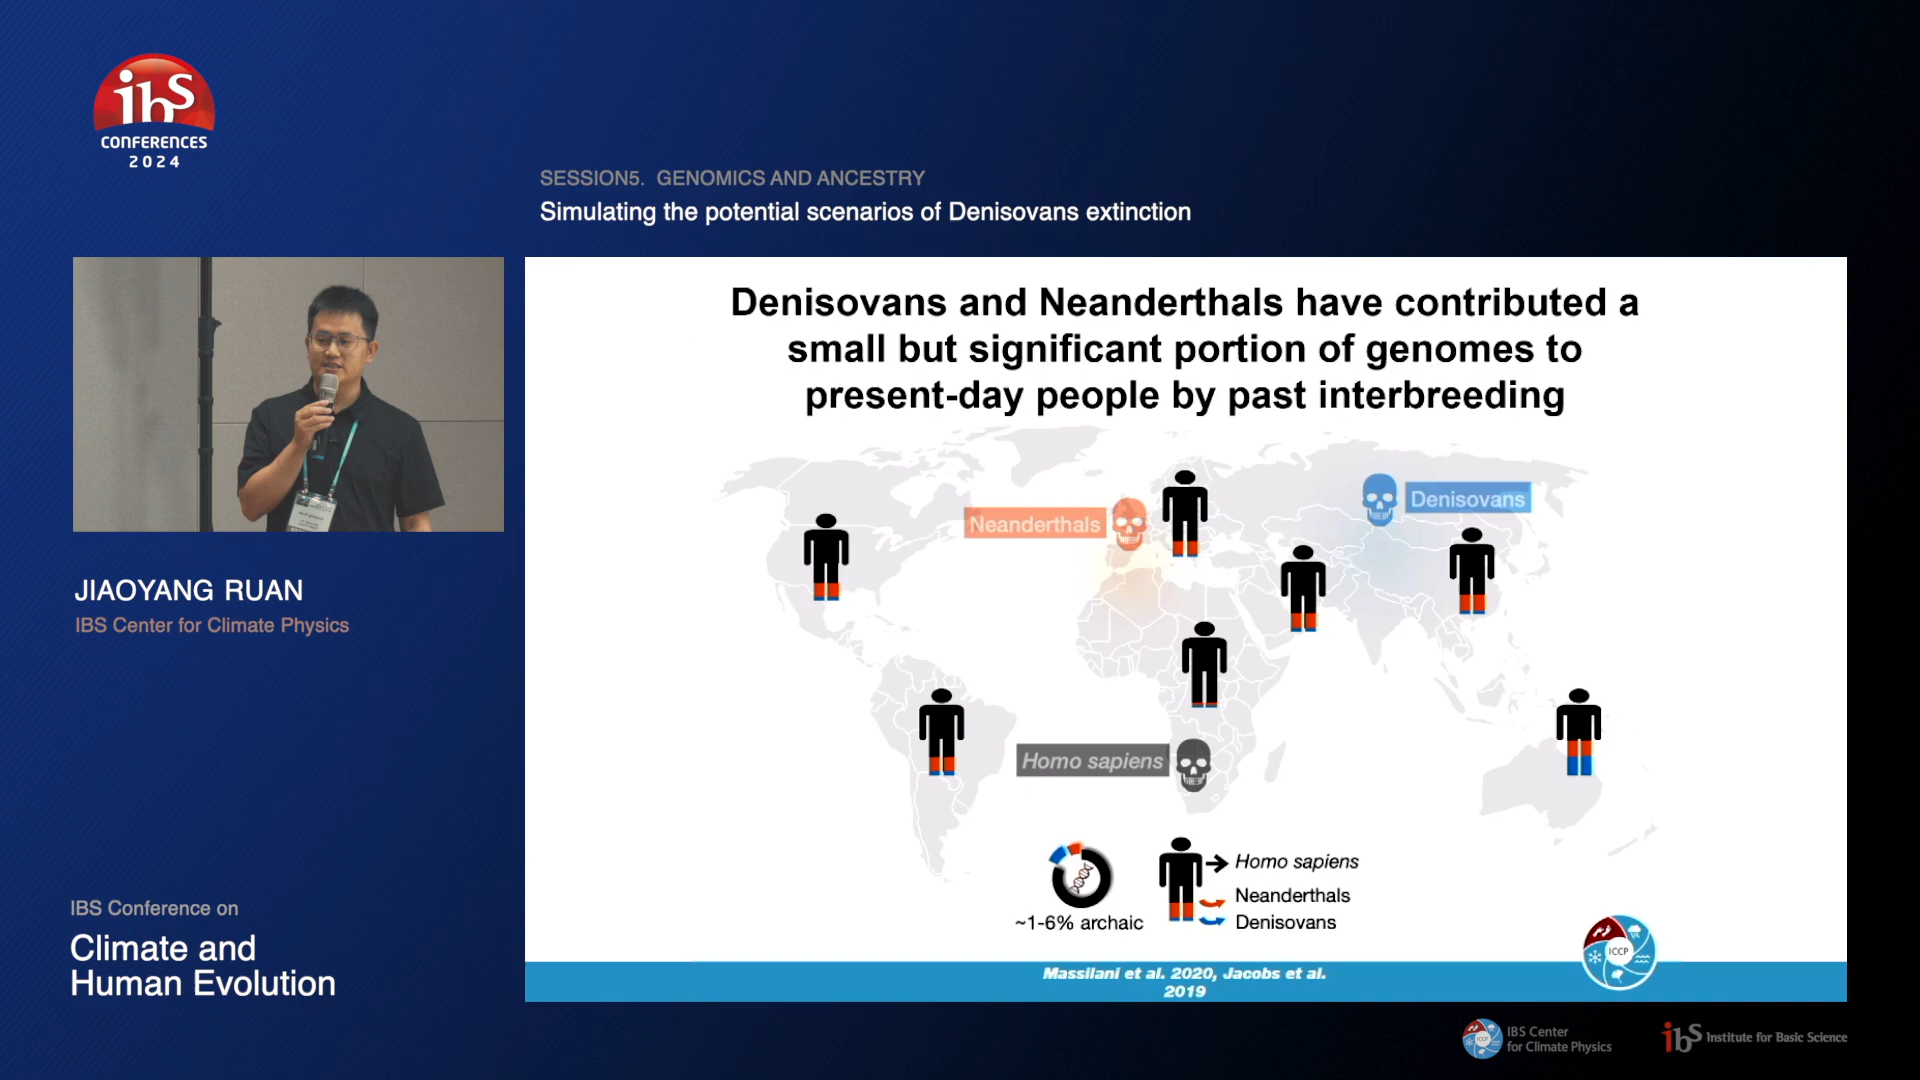 ibs
CONFERENCES
2024
SESSION5. GENOMICS AND ANCESTRY
Simulating the potential scenarios of Denisovans extinction
JIAOYANG RUAN
IBS Center for Climate Physics
IBS Conference on
Climate and
Human Evolution
Denisovans and Neanderthals have contributed a
small but significant portion of genomes to
present-day people by past interbreeding
Neanderthals
Denisovans
Homo sapiens
~1-6% archaic
Homo sapiens
Neanderthals
Denisovans
ICCP
Massilani et al. 2020, Jacobs et al.
2019
ICCP
IBS Center
for Climate Physics
ibs Institute for Basic Science